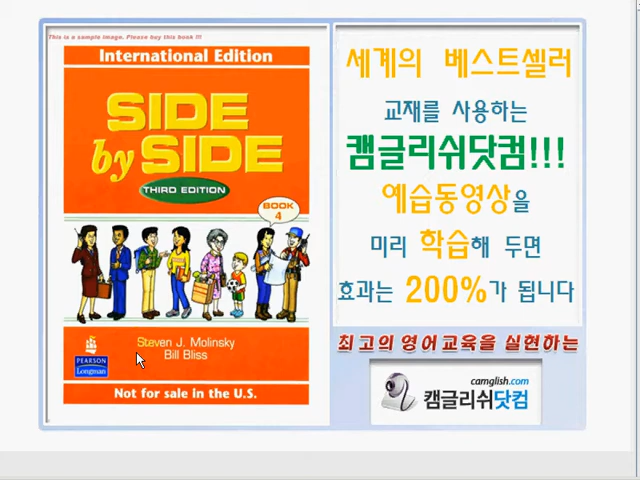 This is a sample image. Please buy this book !!!
International Edition
SIDE
by SIDE
THIRD EDITION
BOOK
4
Steven J. Molinsky
Bill Bliss
PEARSON
Longman
Not for sale in the U.S.
세계의 베스트셀러
교재를 사용하는
캠글리쉬닷컴!!!
예습동영상을
미리 학습해 두면
효과는 200%가 됩니다
최고의 영어교육을 실현하는
camglish.com
캠글리쉬닷컴